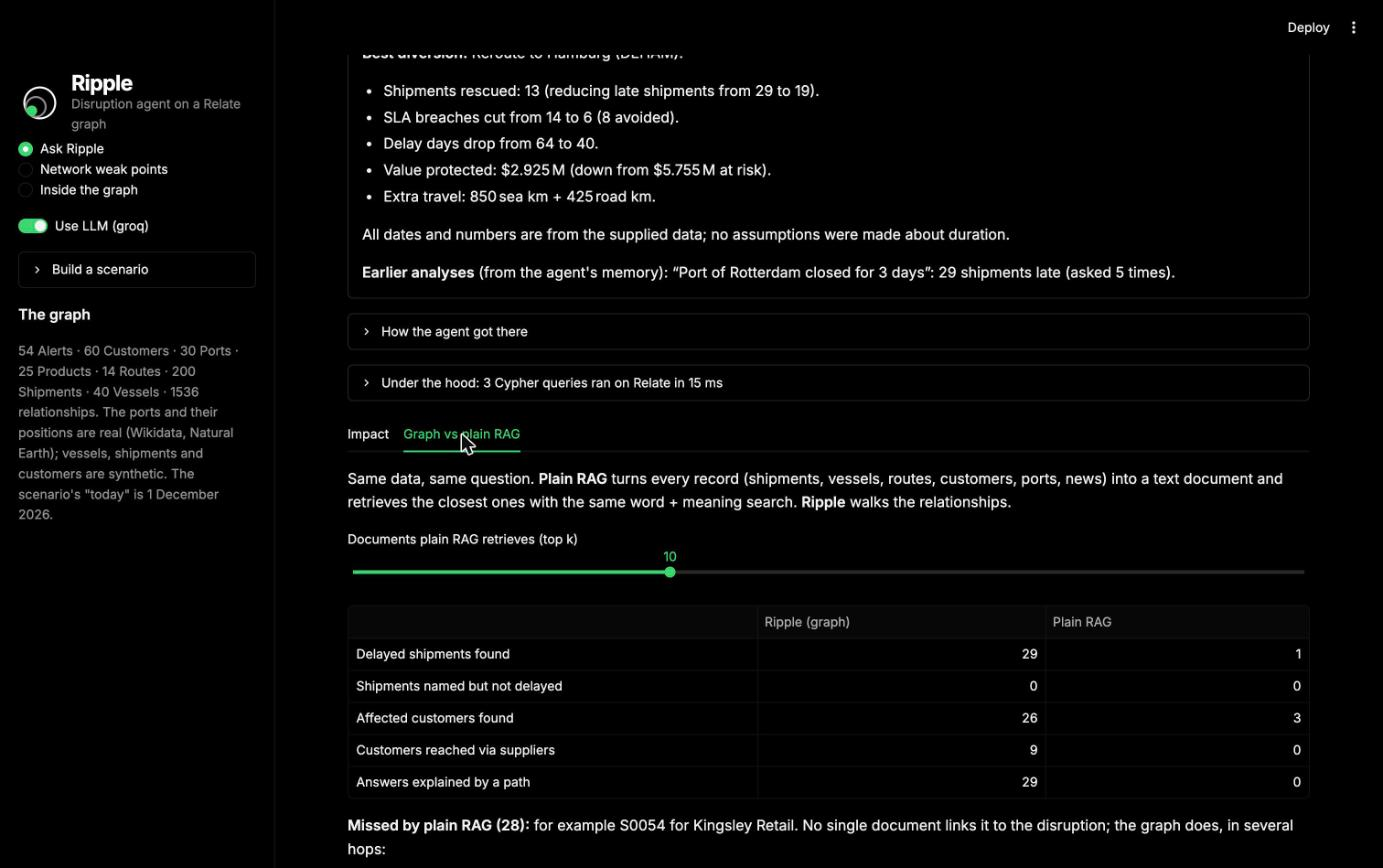 Deploy
Ripple
Disruption agent on a Relate
graph
Ask Ripple
Network weak points
Inside the graph
Use LLM (groq)
Build a scenario
The graph
54 Alerts · 60 Customers · 30 Ports ·
25 Products · 14 Routes · 200
Shipments · 40 Vessels · 1536
relationships. The ports and their
positions are real (Wikidata, Natural
Earth); vessels, shipments and
customers are synthetic. The
scenario's "today" is 1 December
2026.
Best diversion: Reroute to Hamburg (DEHAM).
• Shipments rescued: 13 (reducing late shipments from 29 to 19).
• SLA breaches cut from 14 to 6 (8 avoided).
• Delay days drop from 64 to 40.
• Value protected: $2.925 M (down from $5.755 M at risk).
• Extra travel: 850 sea km + 425 road km.
All dates and numbers are from the supplied data; no assumptions were made about duration.
Earlier analyses (from the agent's memory): “Port of Rotterdam closed for 3 days”: 29 shipments late (asked 5 times).
How the agent got there
Under the hood: 3 Cypher queries ran on Relate in 15 ms
Impact Graph vs plain RAG
Same data, same question. Plain RAG turns every record (shipments, vessels, routes, customers, ports, news) into a text document and
retrieves the closest ones with the same word + meaning search. Ripple walks the relationships.
Documents plain RAG retrieves (top k)
10
Ripple (graph) Plain RAG
Delayed shipments found 29 1
Shipments named but not delayed 0 0
Affected customers found 26 3
Customers reached via suppliers 9 0
Answers explained by a path 29 0
Missed by plain RAG (28): for example S0054 for Kingsley Retail. No single document links it to the disruption; the graph does, in several
hops: